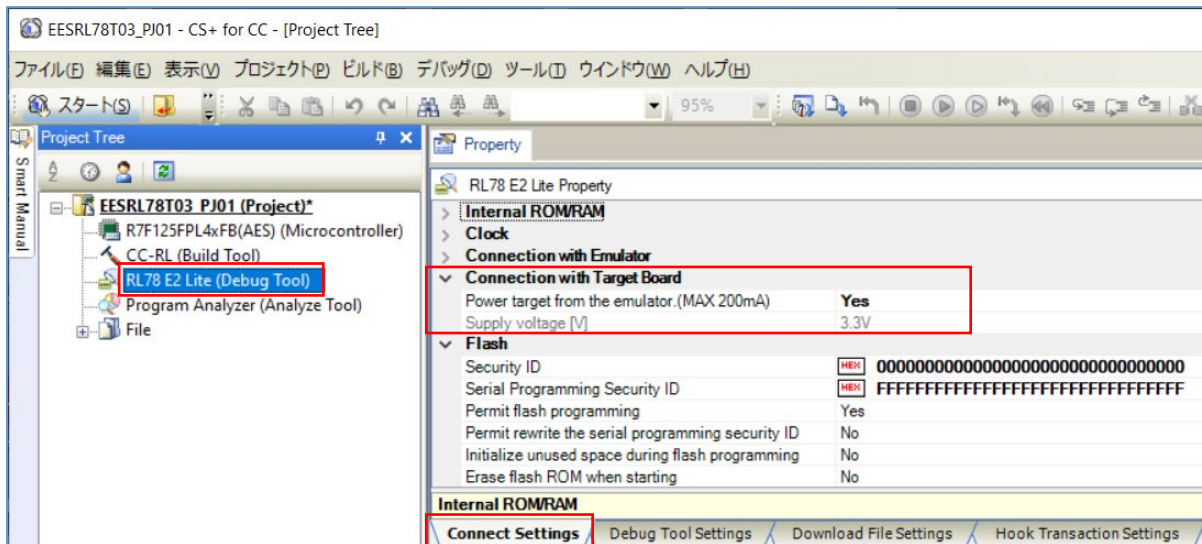 EESRL78T03_PJ01 - CS+ for CC - [Project Tree]
ファイル(F) 編集(E) 表示(V) プロジェクト(P) ビルド(B) デバッグ(D) ツール(T) ウインドウ(W) ヘルプ(H)
スタート(S) 95%
Smart Manual
Project Tree
EESRL78T03_PJ01 (Project)*
R7F125FPL4xFB(AES) (Microcontroller)
CC-RL (Build Tool)
RL78 E2 Lite (Debug Tool)
Program Analyzer (Analyze Tool)
File
Property
RL78 E2 Lite Property
Internal ROM/RAM
Clock
Connection with Emulator
Connection with Target Board
Power target from the emulator.(MAX 200mA) Yes
Supply voltage [V] 3.3V
Flash
Security ID HEX 00000000000000000000000000000000
Serial Programming Security ID HEX FFFFFFFFFFFFFFFFFFFFFFFFFFFFFFFF
Permit flash programming Yes
Permit rewrite the serial programming security ID No
Initialize unused space during flash programming No
Erase flash ROM when starting No
Internal ROM/RAM
Connect Settings Debug Tool Settings Download File Settings Hook Transaction Settings